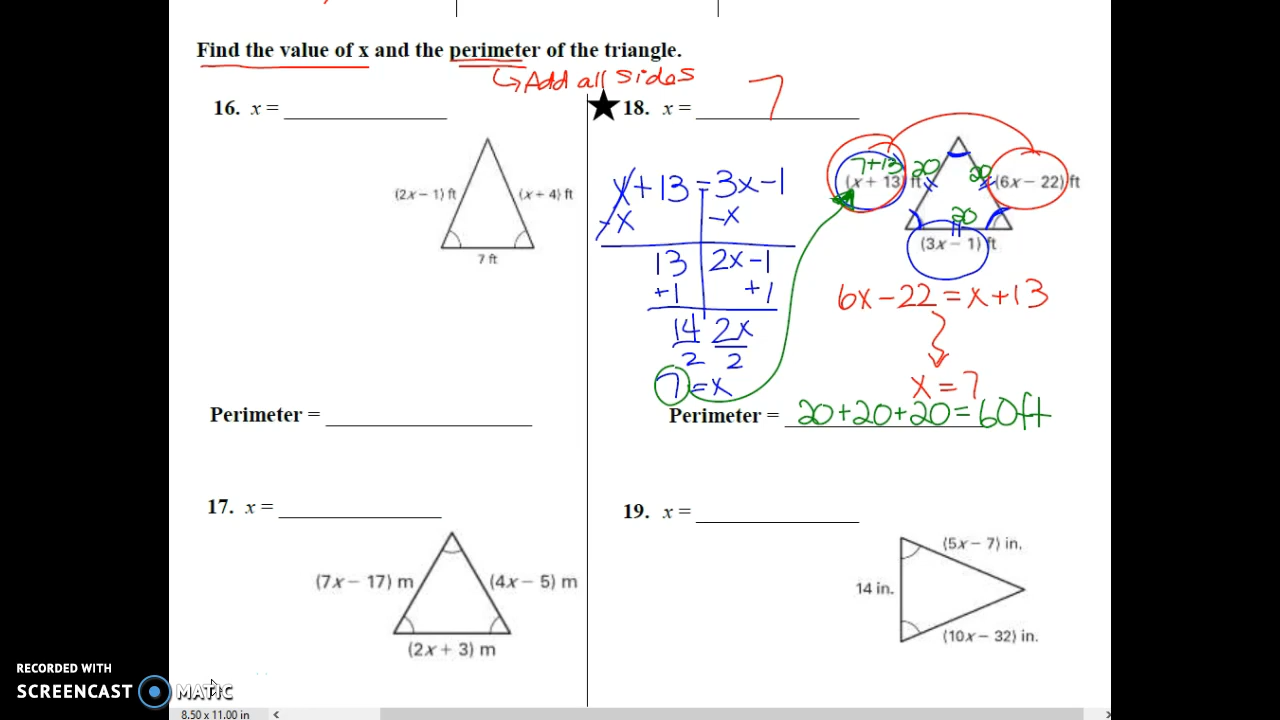 Find the value of x and the perimeter of the triangle.
↳Add all sides
16. x =
(2x – 1) ft
(x + 4) ft
7 ft
Perimeter =
18. x = 7
7+13
20
20
(x + 13) ft
(6x – 22) ft
20
(3x – 1) ft
x+13 = 3x-1
-x -x
13 2x-1
+1 +1
14 2x
2 2
7 = x
6x-22 = x+13
x = 7
Perimeter = 20+20+20=60ft
17. x =
(7x – 17) m
(4x – 5) m
(2x + 3) m
19. x =
(5x – 7) in.
14 in.
(10x – 32) in.
RECORDED WITH
SCREENCAST MATIC
8.50 x 11.00 in